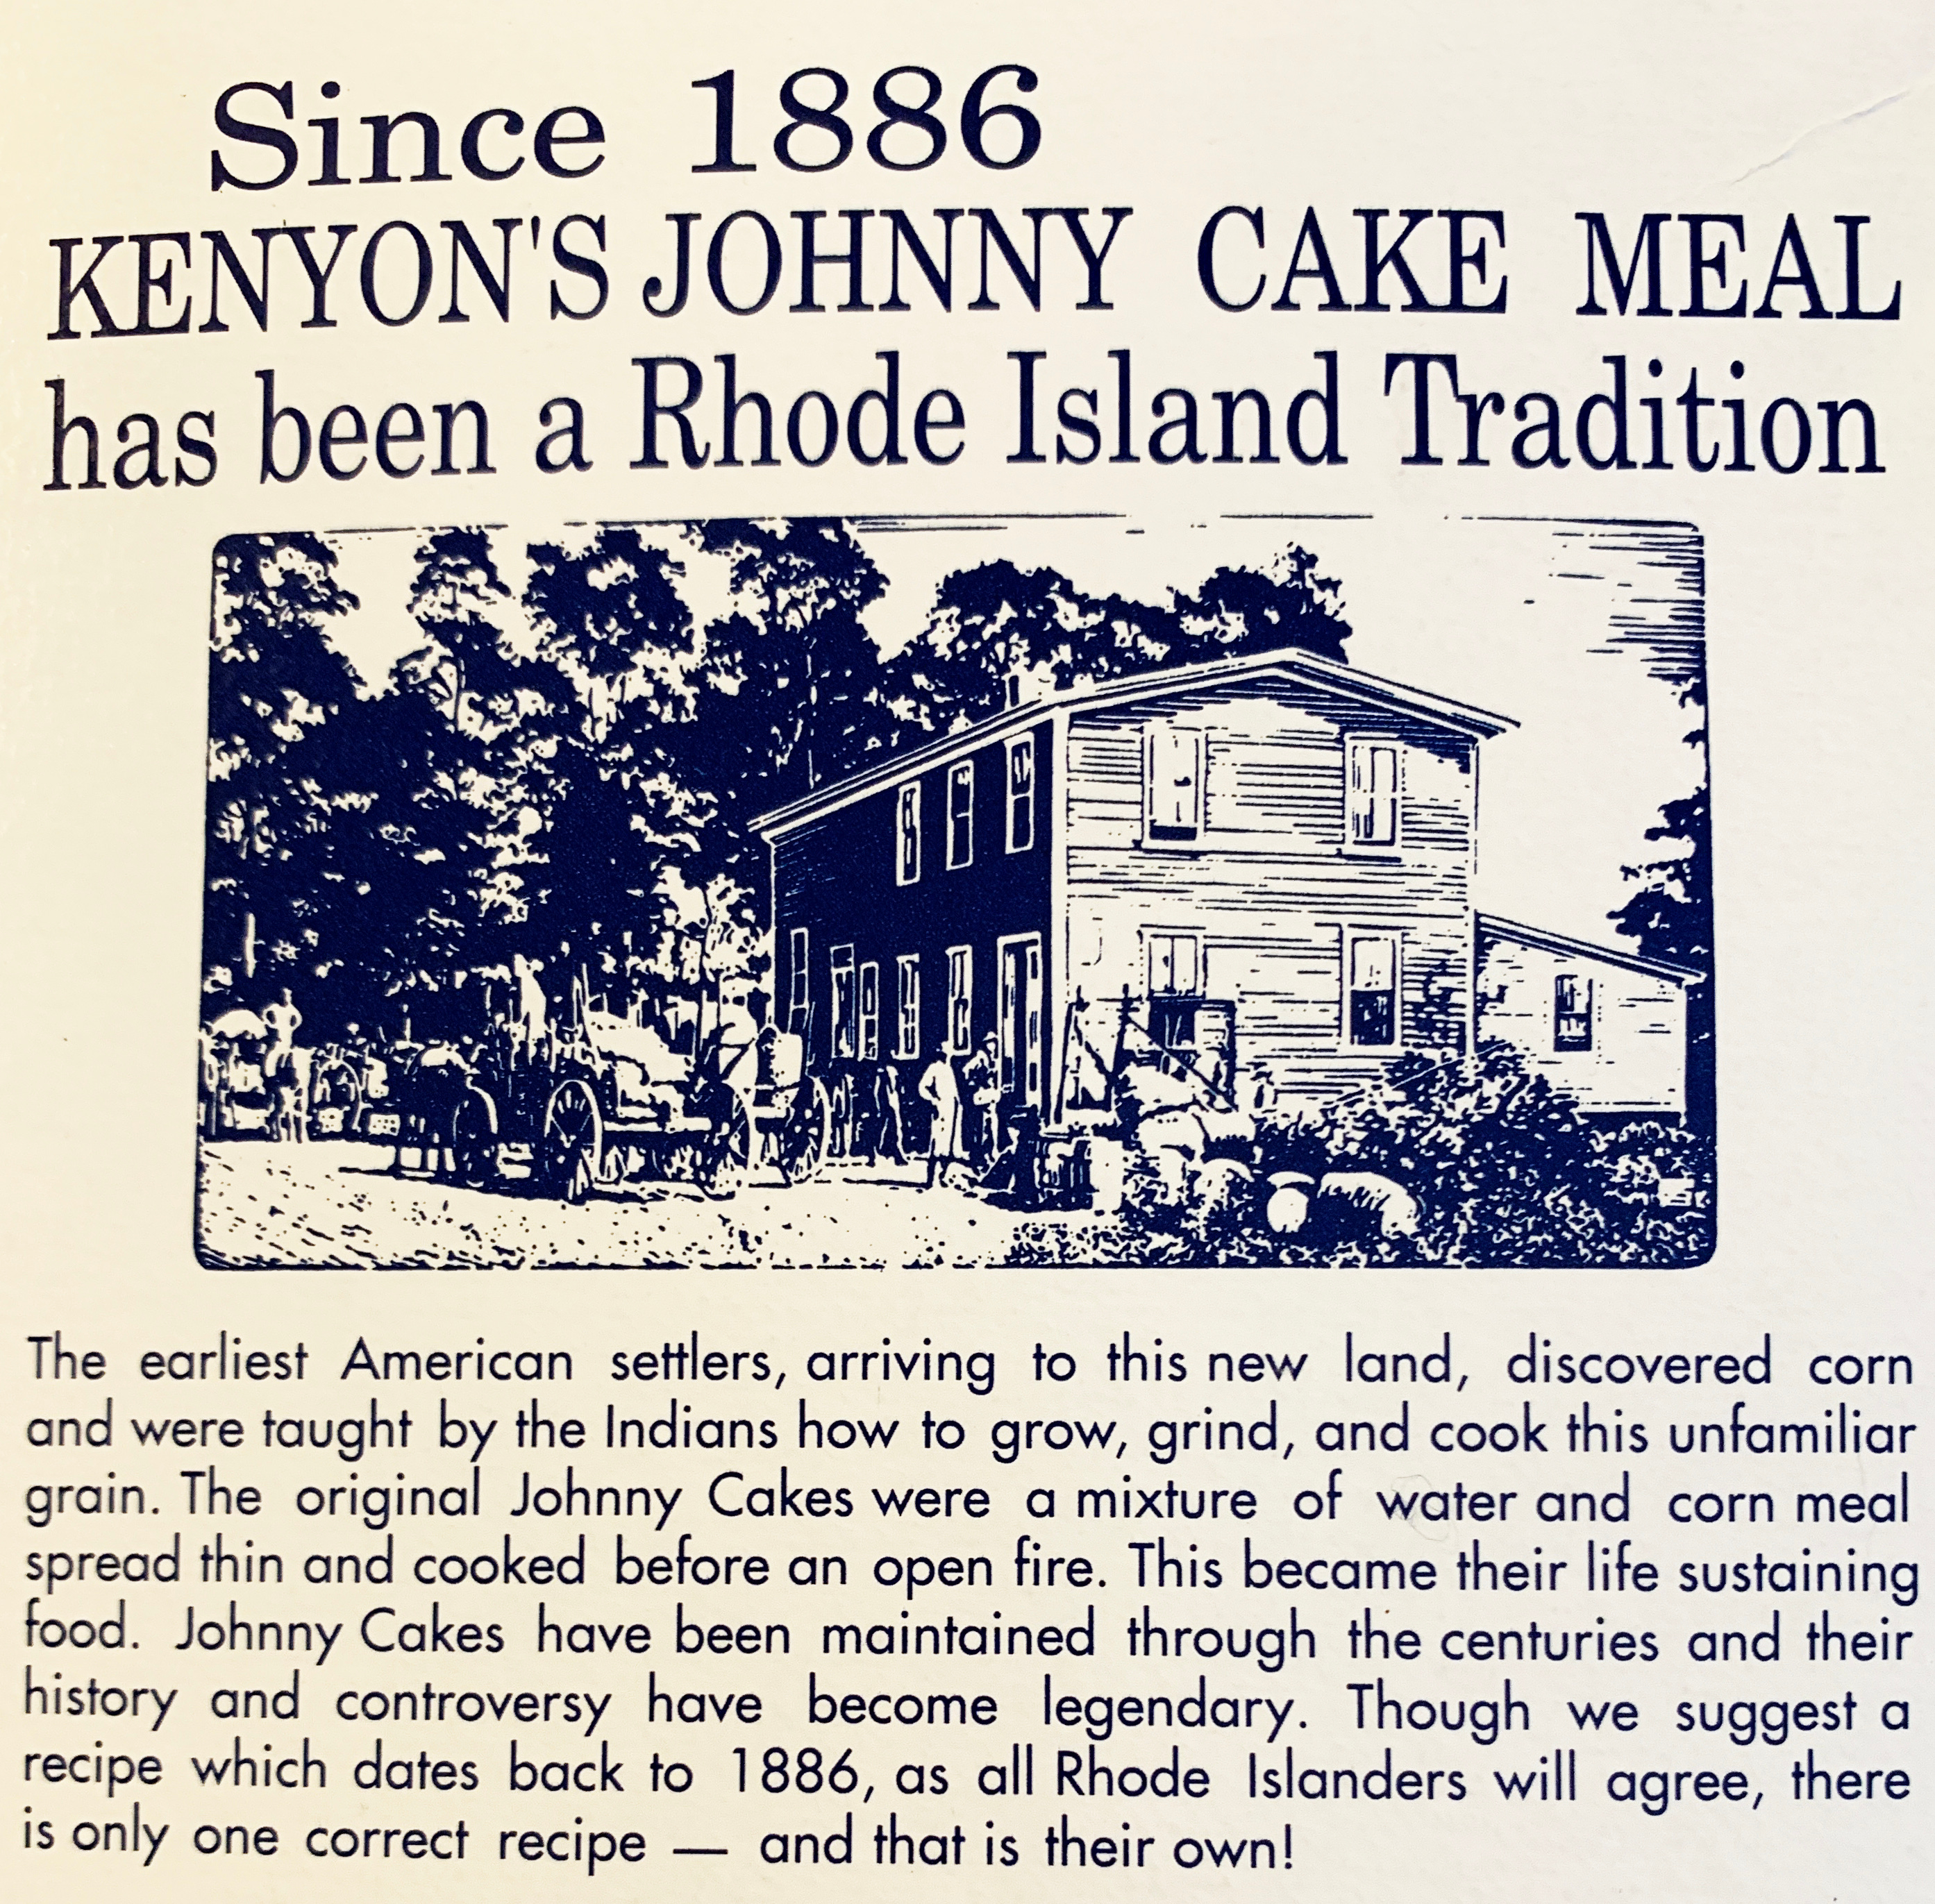 Since 1886
KENYON'S JOHNNY CAKE MEAL
has been a Rhode Island Tradition
The earliest American settlers, arriving to this new land, discovered corn
and were taught by the Indians how to grow, grind, and cook this unfamiliar
grain. The original Johnny Cakes were a mixture of water and corn meal
spread thin and cooked before an open fire. This became their life sustaining
food. Johnny Cakes have been maintained through the centuries and their
history and controversy have become legendary. Though we suggest a
recipe which dates back to 1886, as all Rhode Islanders will agree, there
is only one correct recipe — and that is their own!